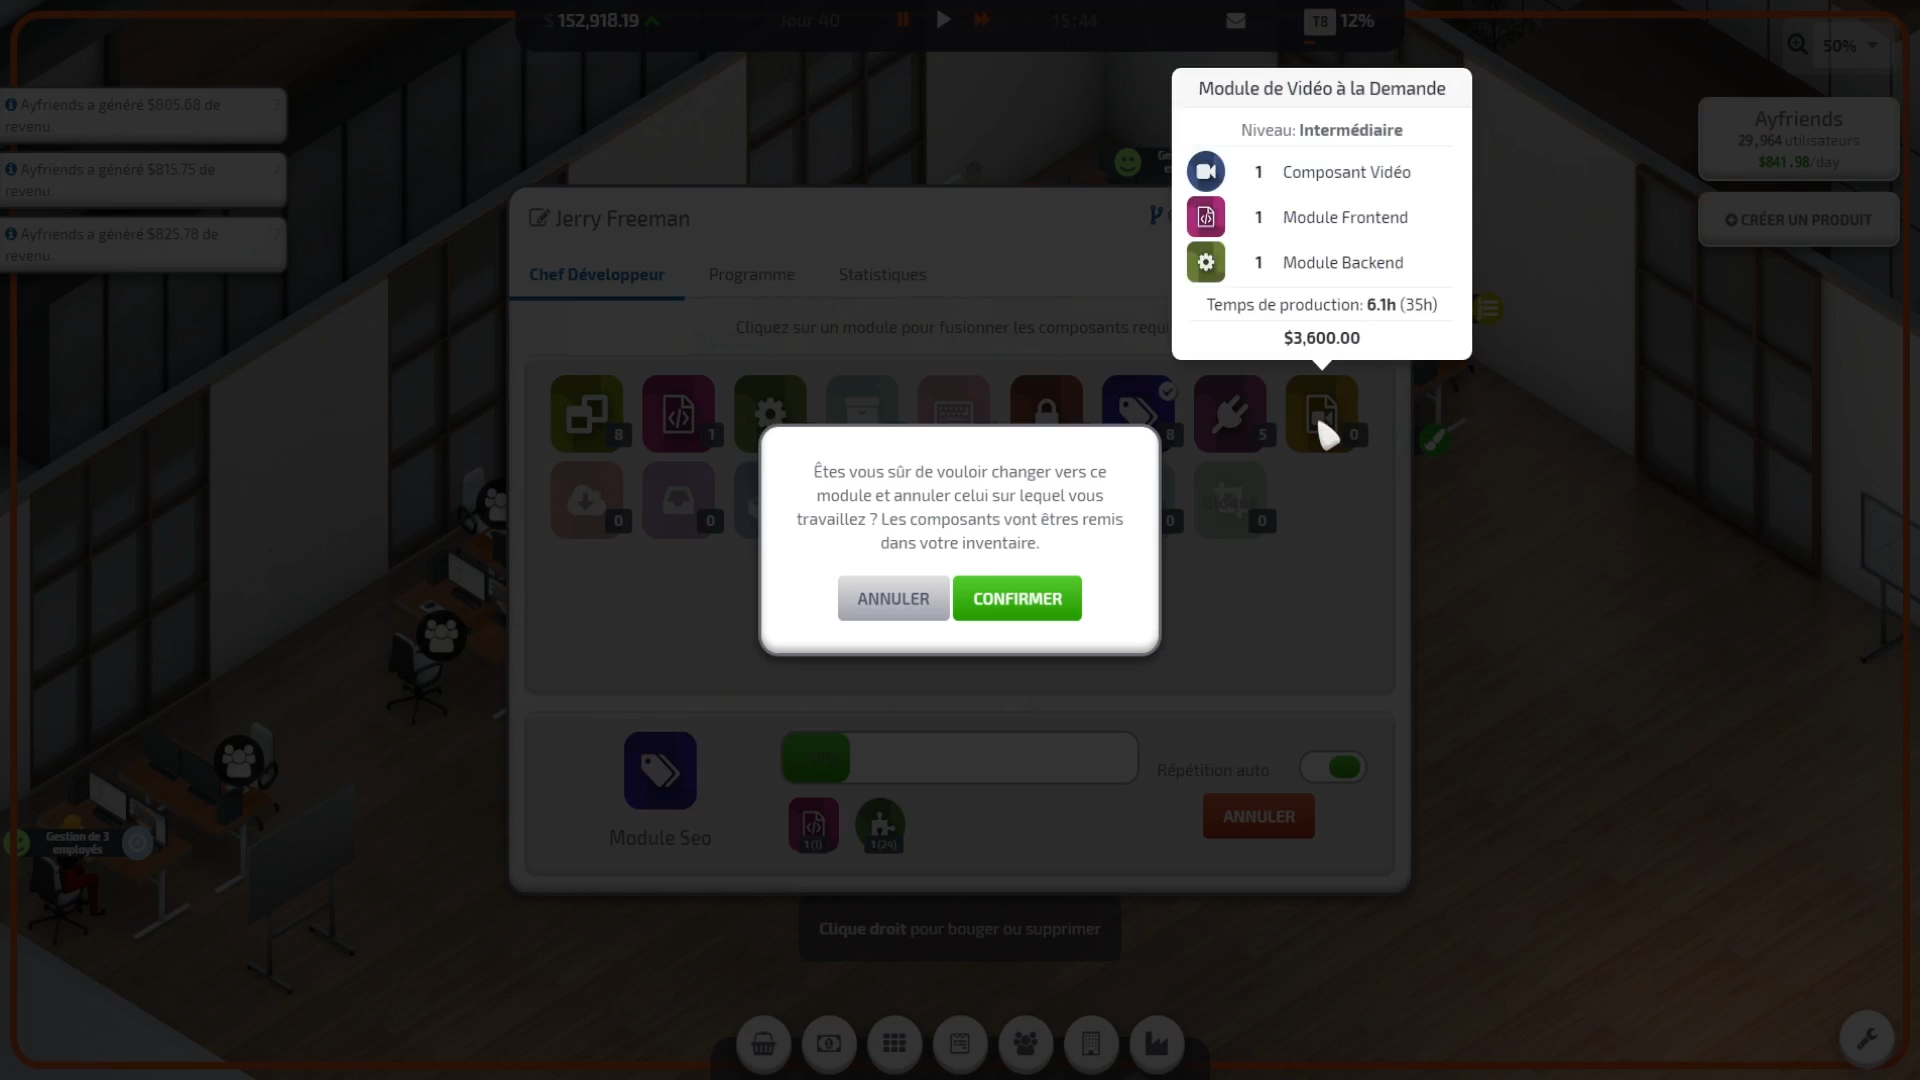 $ 152,918.19
Jour 40
15:44
T8 12%
50%
Ayfriends a généré $805.68 de
revenu.
Ayfriends a généré $815.75 de
revenu.
Ayfriends a généré $825.78 de
revenu.
Module de Vidéo à la Demande
Niveau: Intermédiaire
1 Composant Vidéo
1 Module Frontend
1 Module Backend
Temps de production: 6.1h (35h)
$3,600.00
Ayfriends
29,964 utilisateurs
$841.98/day
CRÉER UN PRODUIT
Jerry Freeman
Chef Développeur
Programme
Statistiques
Cliquez sur un module pour fusionner les composants requi
8
1
8
5
0
0
0
0
0
Êtes vous sûr de vouloir changer vers ce
module et annuler celui sur lequel vous
travaillez ? Les composants vont êtres remis
dans votre inventaire.
ANNULER
CONFIRMER
Module Seo
1(1)
1(24)
Répétition auto
ANNULER
Gestion de 3
employés
Clique droit pour bouger ou supprimer